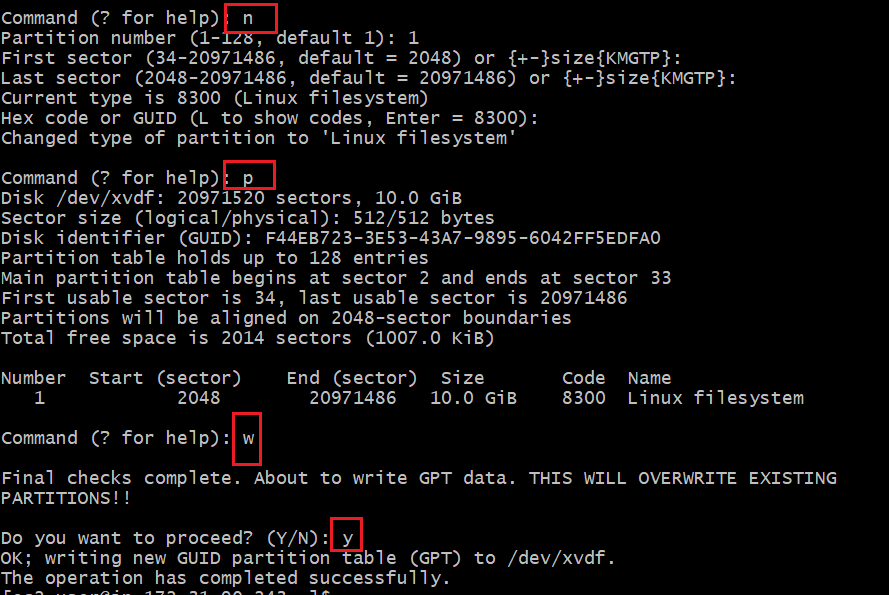 Command (? for help): n
Partition number (1-128, default 1): 1
First sector (34-20971486, default = 2048) or {+-}size{KMGTP}:
Last sector (2048-20971486, default = 20971486) or {+-}size{KMGTP}:
Current type is 8300 (Linux filesystem)
Hex code or GUID (L to show codes, Enter = 8300):
Changed type of partition to 'Linux filesystem'
Command (? for help): p
Disk /dev/xvdf: 20971520 sectors, 10.0 GiB
Sector size (logical/physical): 512/512 bytes
Disk identifier (GUID): F44EB723-3E53-43A7-9895-6042FF5EDFA0
Partition table holds up to 128 entries
Main partition table begins at sector 2 and ends at sector 33
First usable sector is 34, last usable sector is 20971486
Partitions will be aligned on 2048-sector boundaries
Total free space is 2014 sectors (1007.0 KiB)
Number Start (sector) End (sector) Size Code Name
1 2048 20971486 10.0 GiB 8300 Linux filesystem
Command (? for help): w
Final checks complete. About to write GPT data. THIS WILL OVERWRITE EXISTING
PARTITIONS!!
Do you want to proceed? (Y/N): y
OK; writing new GUID partition table (GPT) to /dev/xvdf.
The operation has completed successfully.